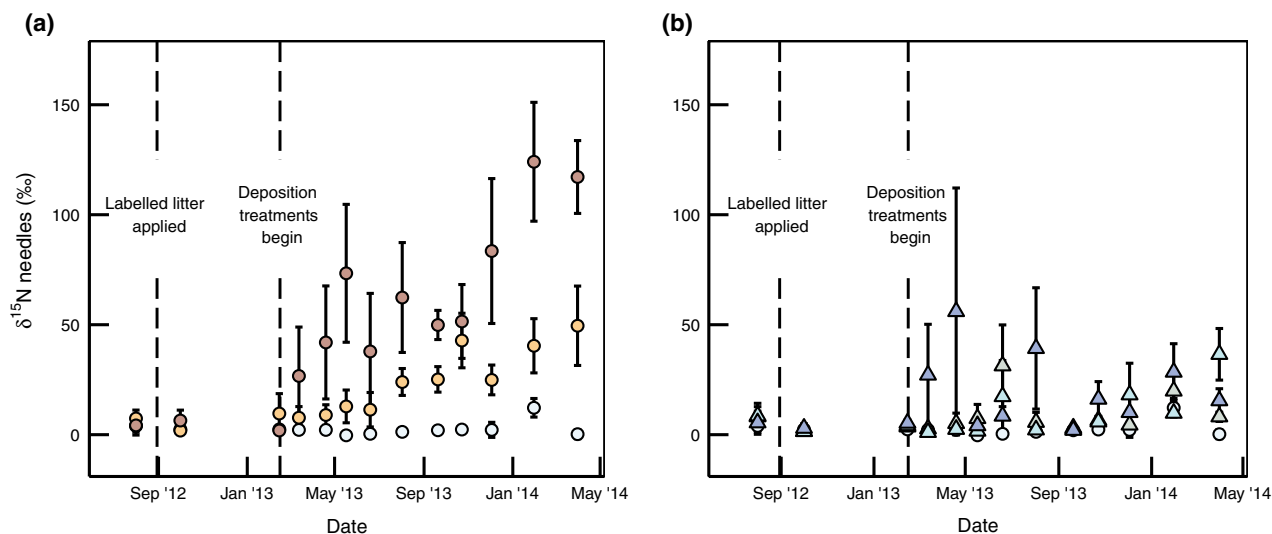 (a)
(b)
δ¹⁵N needles (‰)
150
100
50
0
Labelled litter
applied
Deposition
treatments
begin
Sep '12
Jan '13
May '13
Sep '13
Jan '14
May '14
Date
150
100
50
0
Labelled litter
applied
Deposition
treatments
begin
Sep '12
Jan '13
May '13
Sep '13
Jan '14
May '14
Date